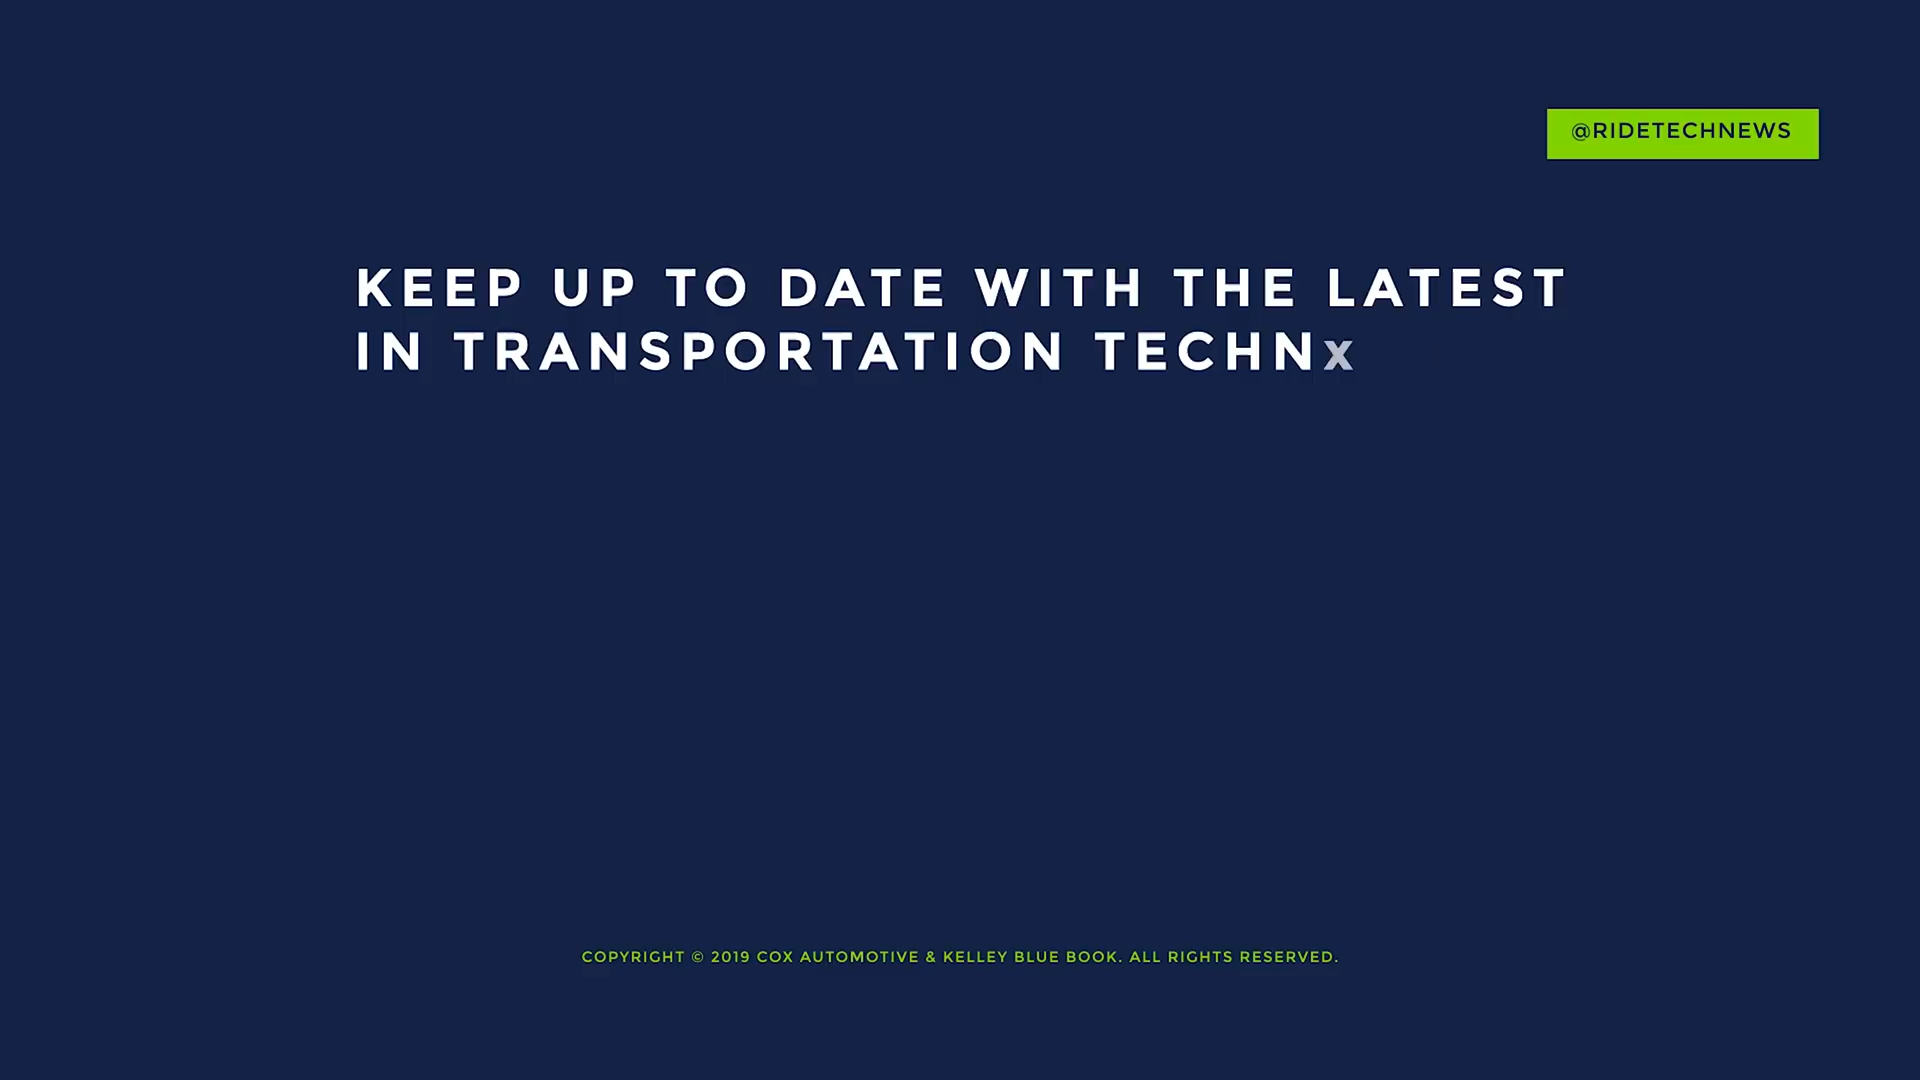 @RIDETECHNEWS
KEEP UP TO DATE WITH THE LATEST
IN TRANSPORTATION TECHNx
COPYRIGHT © 2019 COX AUTOMOTIVE & KELLEY BLUE BOOK. ALL RIGHTS RESERVED.